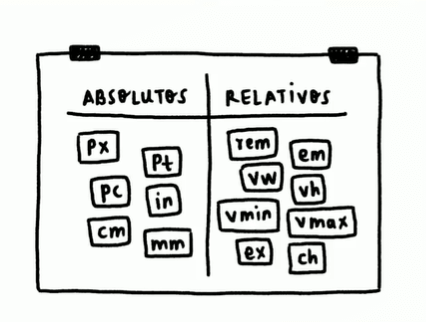 ABSOLUTOS
px
pt
pc
in
cm
mm
RELATIVOS
rem
em
vw
vh
vmin
vmax
ex
ch